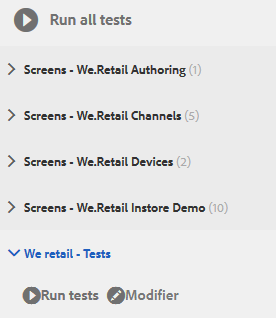 Run all tests
Screens - We.Retail Authoring (1)
Screens - We.Retail Channels (5)
Screens - We.Retail Devices (2)
Screens - We.Retail Instore Demo (10)
We retail - Tests
Run tests Modifier